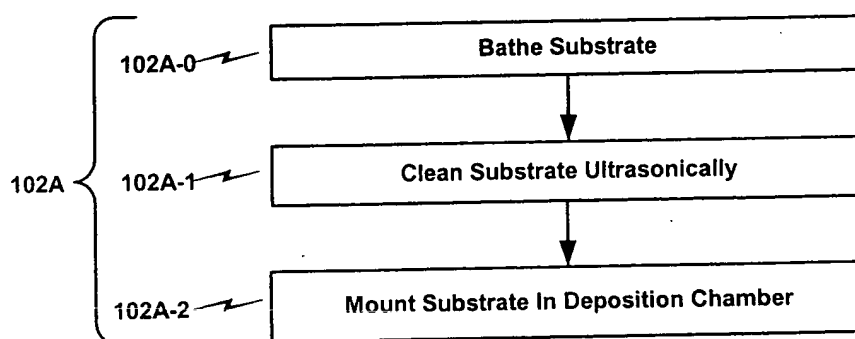 Bathe Substrate
102A-0
Clean Substrate Ultrasonically
102A
102A-1
Mount Substrate In Deposition Chamber
102A-2